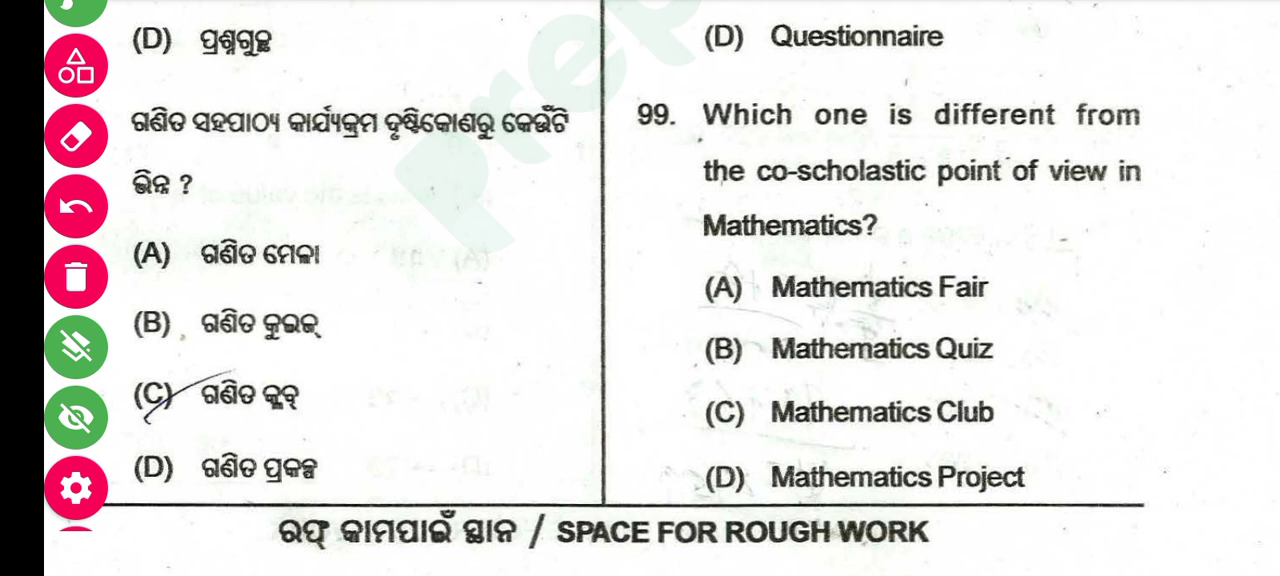 (D) ପ୍ରଶ୍ନଗୁଚ୍ଛ
ଗଣିତ ସହପାଠ୍ୟ କାର୍ଯ୍ୟକ୍ରମ ଦୃଷ୍ଟିକୋଣରୁ କେଉଁଟି
ଭିନ୍ନ ?
(A) ଗଣିତ ମେଳା
(B) ଗଣିତ କୁଇଜ୍
(C) ଗଣିତ କ୍ଲବ୍
(D) ଗଣିତ ପ୍ରକଳ୍ପ
(D) Questionnaire
99. Which one is different from
the co-scholastic point of view in
Mathematics?
(A) Mathematics Fair
(B) Mathematics Quiz
(C) Mathematics Club
(D) Mathematics Project
ରଫ୍ କାମପାଇଁ ସ୍ଥାନ / SPACE FOR ROUGH WORK
Prep